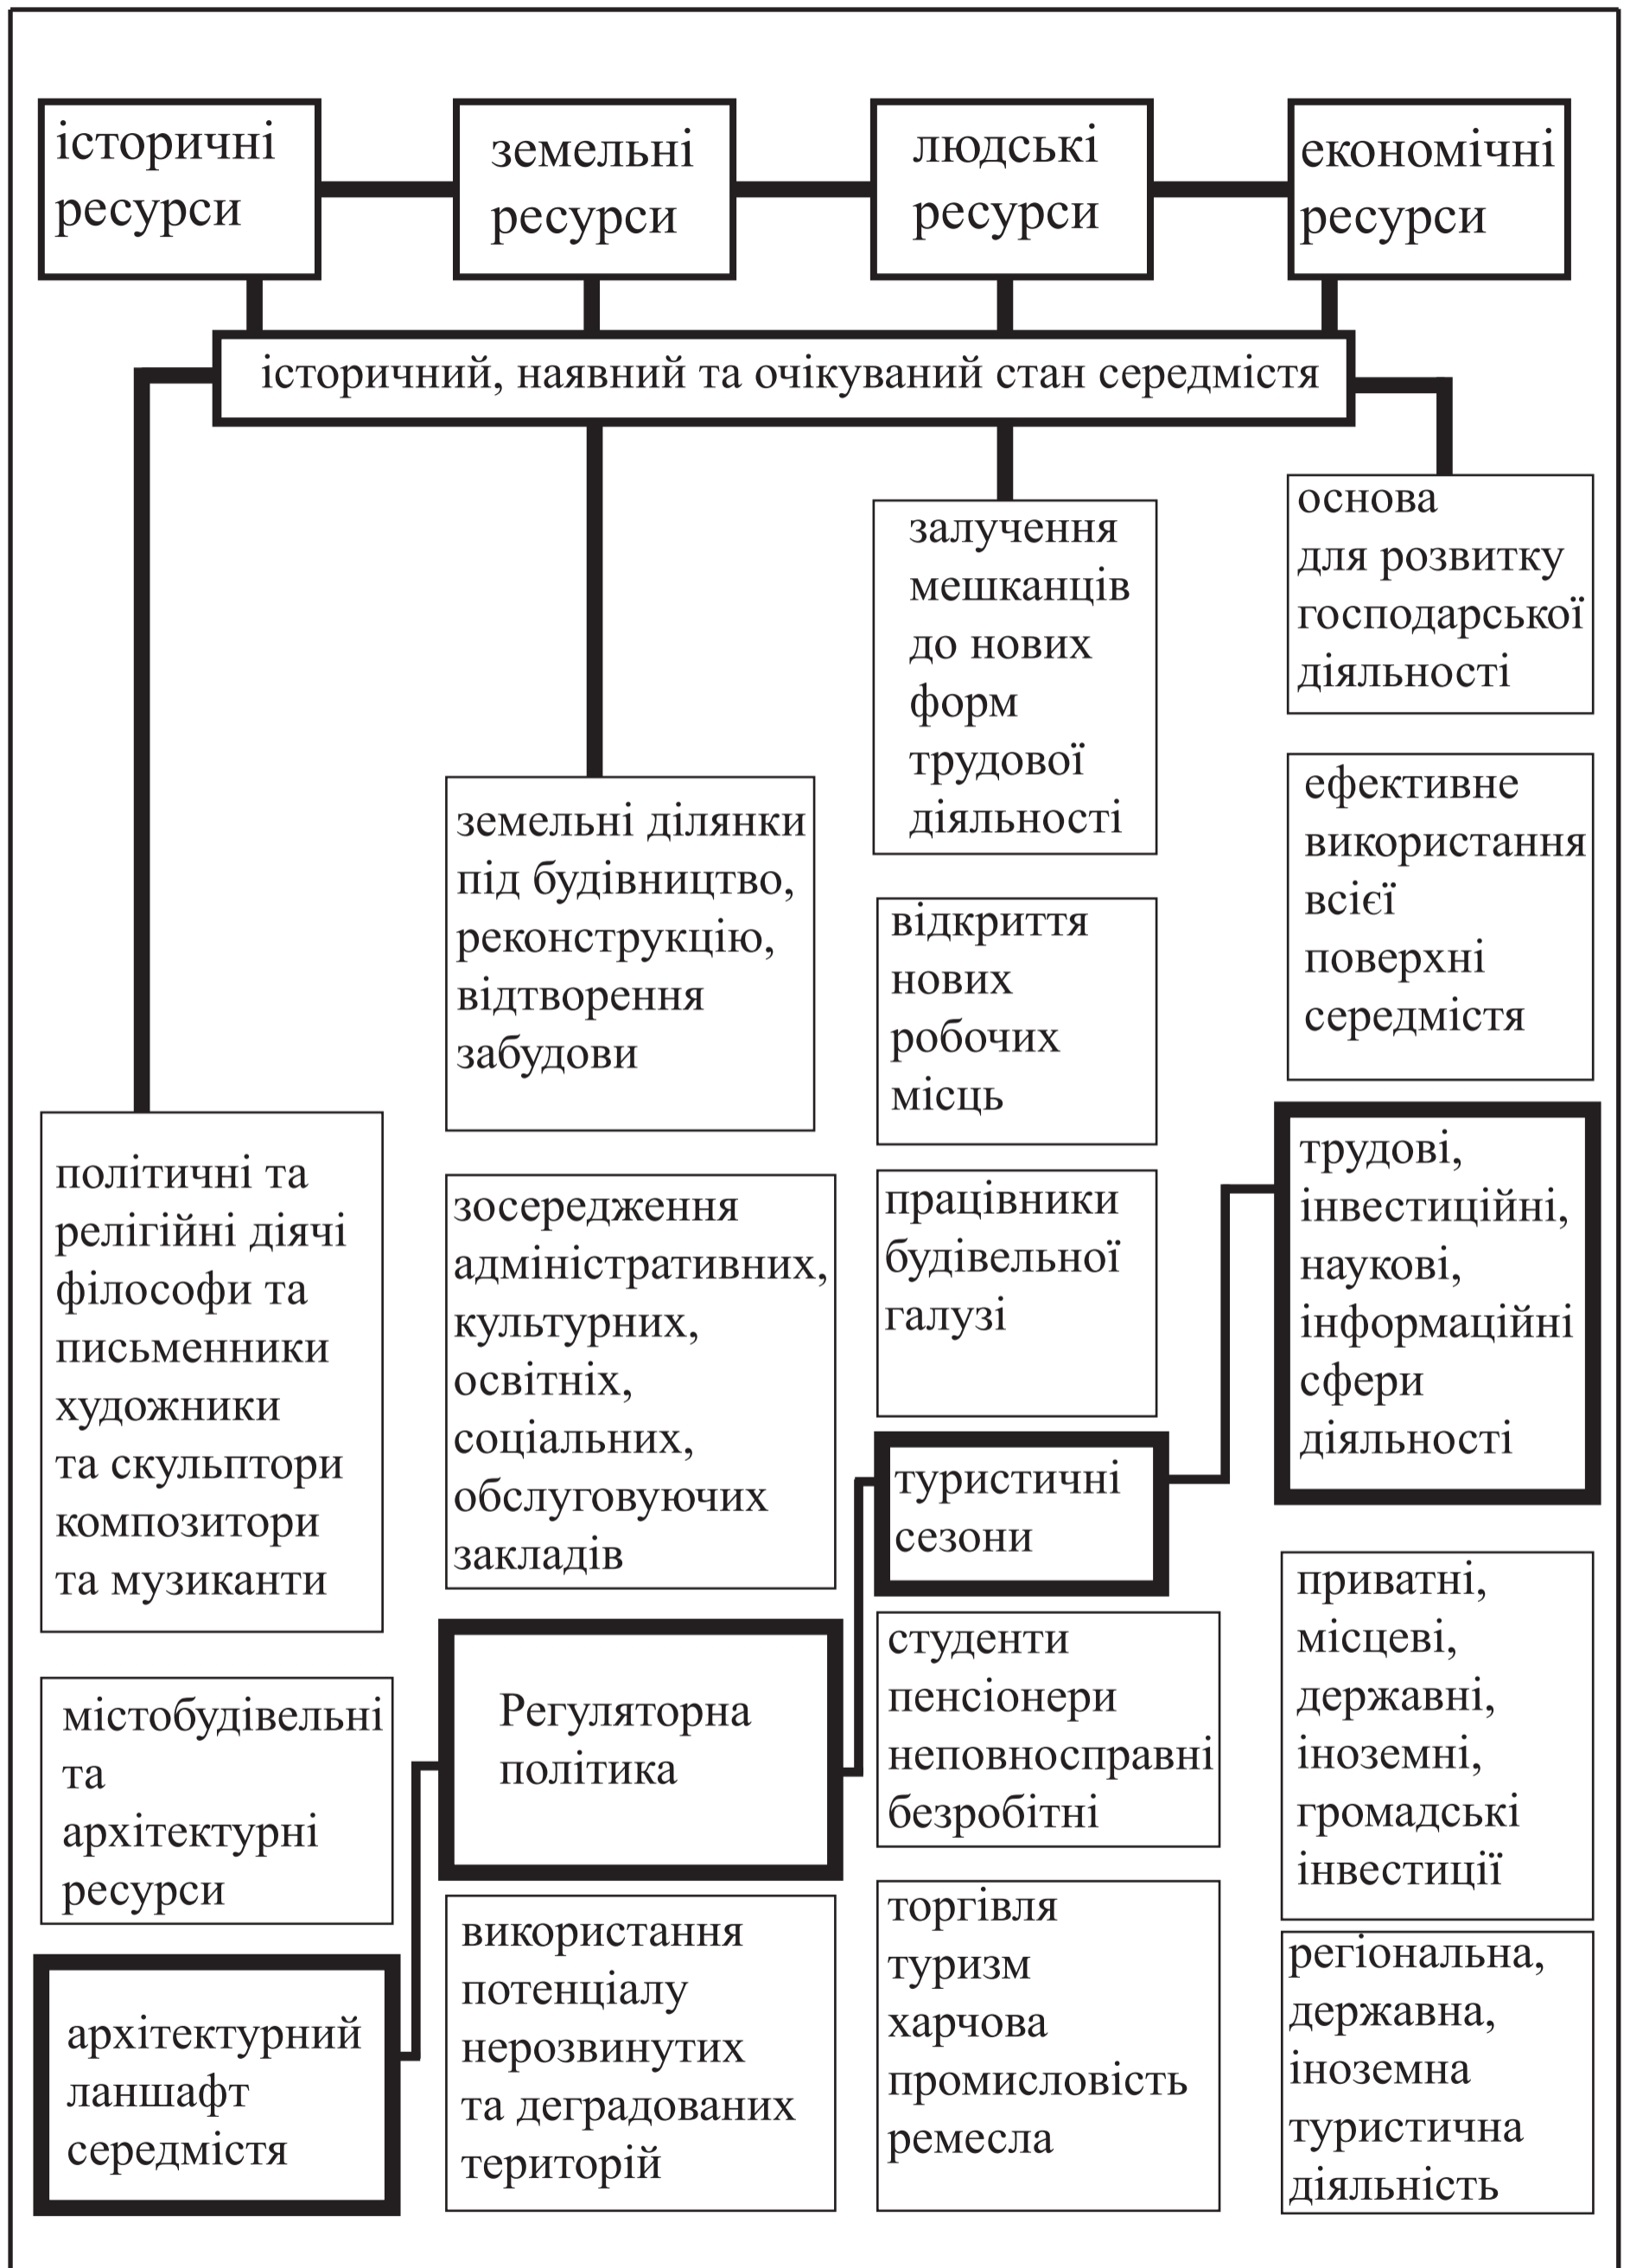 історичні
ресурси
земельні
ресурси
людські
ресурси
економічні
ресурси
історичний, наявний та очікуваний стан середмістя
політичні та
релігійні діячі
філософи та
письменники
художники
та скульптори
композитори
та музиканти
містобудівельні
та
архітектурні
ресурси
архітектурний
ланшафт
середмістя
земельні ділянки
під будівництво,
реконструкцію,
відтворення
забудови
зосередження
адміністративних,
культурних,
освітніх,
соціальних,
обслуговуючих
закладів
Регуляторна
політика
використання
потенціалу
нерозвинутих
та деградованих
територій
залучення
мешканців
до нових
форм
трудової
діяльності
відкриття
нових
робочих
місць
працівники
будівельної
галузі
туристичні
сезони
студенти
пенсіонери
неповносправні
безробітні
торгівля
туризм
харчова
промисловість
ремесла
основа
для розвитку
господарської
діяльності
ефективне
використання
всієї
поверхні
середмістя
трудові,
інвестиційні,
наукові,
інформаційні
сфери
діяльності
приватні,
місцеві,
державні,
іноземні,
громадські
інвестиції
регіональна,
державна,
іноземна
туристична
діяльність